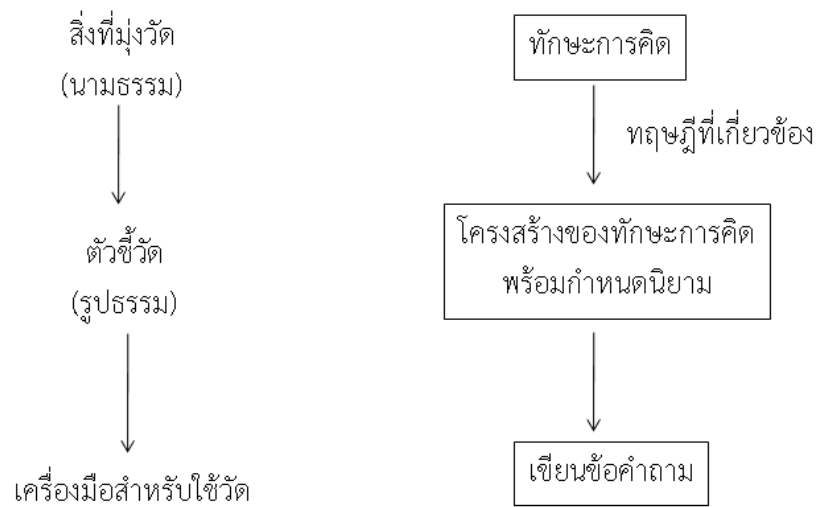 สิ่งที่มุ่งวัด
(นามธรรม)
ตัวชี้วัด
(รูปธรรม)
เครื่องมือสำหรับใช้วัด
ทักษะการคิด
ทฤษฎีที่เกี่ยวข้อง
โครงสร้างของทักษะการคิด
พร้อมกำหนดนิยาม
เขียนข้อคำถาม